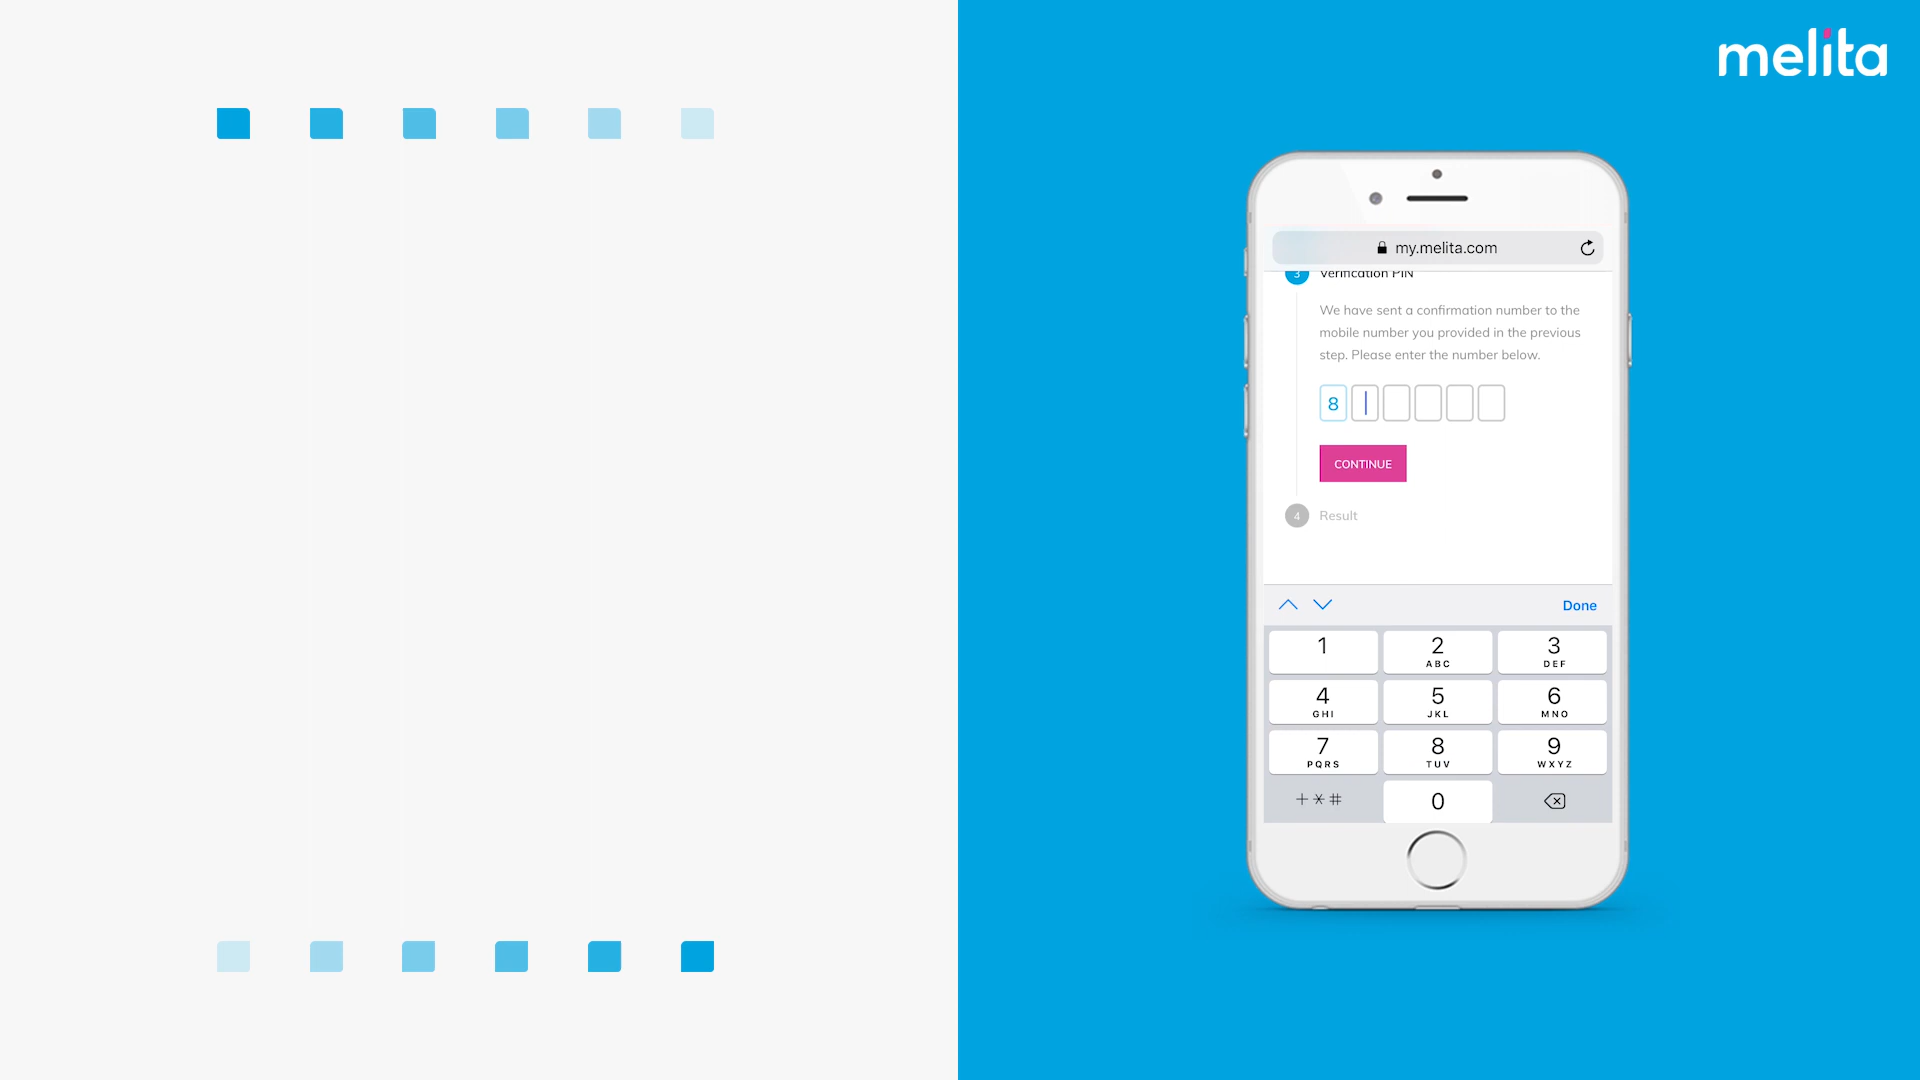 melita
my.melita.com
3 Verification PIN
We have sent a confirmation number to the
mobile number you provided in the previous
step. Please enter the number below.
8
CONTINUE
4 Result
Done
1 2 3
ABC DEF
4 5 6
GHI JKL MNO
7 8 9
PQRS TUV WXYZ
+*# 0